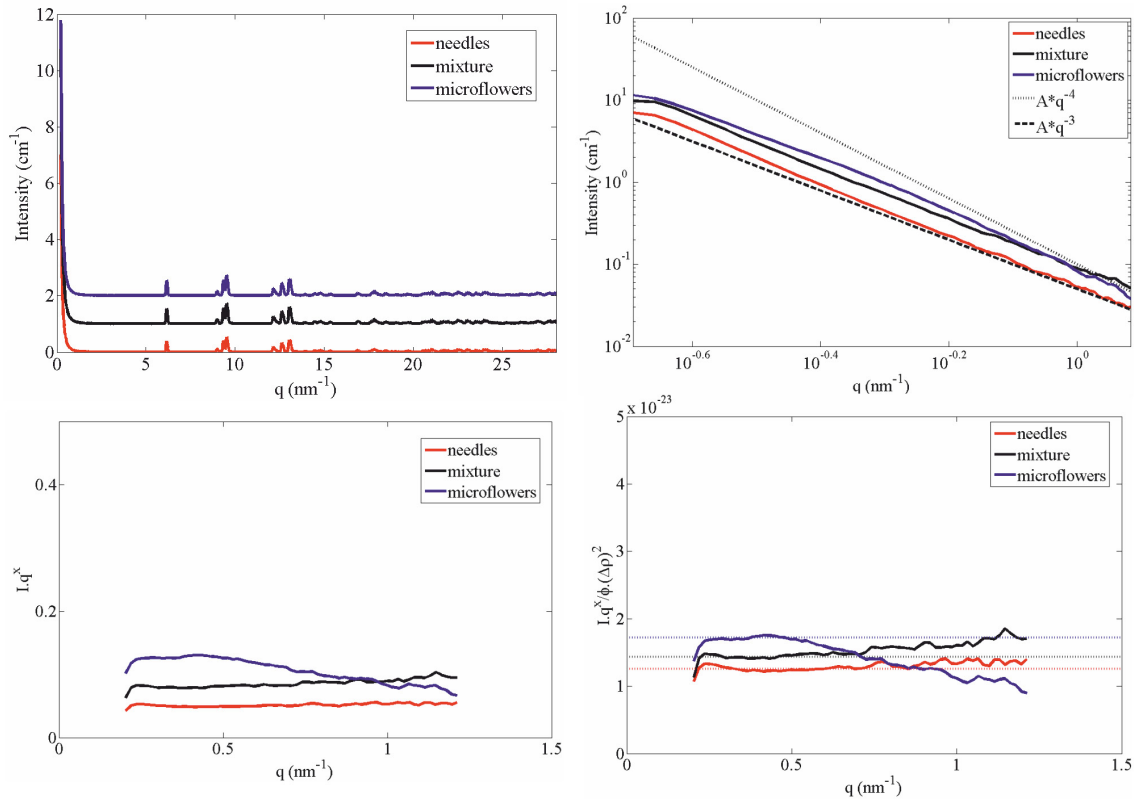 12
10
8
6
4
2
0
Intensity (cm-1)
needles
mixture
microflowers
0 5 10 15 20 25
q (nm-1)
10^2
10^1
10^0
10^-1
10^-2
Intensity (cm-1)
needles
mixture
microflowers
A*q^-4
A*q^-3
10^-0.6 10^-0.4 10^-0.2 10^0
q (nm-1)
0.4
0.2
0
I.q^x
needles
mixture
microflowers
0 0.5 1 1.5
q (nm-1)
x 10^-23
5
4
3
2
1
0
I.q^x/ϕ.(Δρ)^2
needles
mixture
microflowers
0 0.5 1 1.5
q (nm-1)